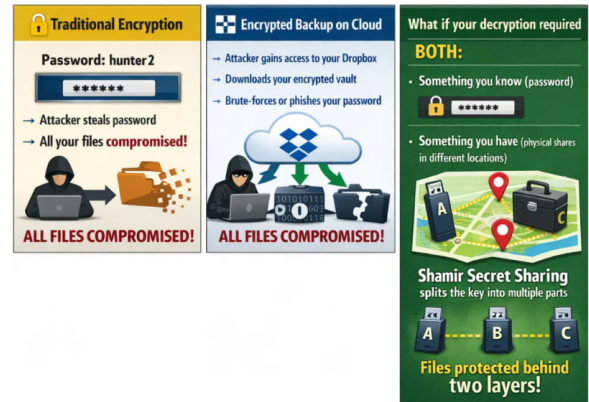 Traditional Encryption
Password: hunter2
******
→ Attacker steals password
→ All your files compromised!
ALL FILES COMPROMISED!
Encrypted Backup on Cloud
→ Attacker gains access to your Dropbox
→ Downloads your encrypted vault
→ Brute-forces or phishes your password
ALL FILES COMPROMISED!
What if your decryption required
BOTH:
• Something you know (password)
******
• Something you have (physical shares
in different locations)
A
C
Shamir Secret Sharing
splits the key into multiple parts
A
B
C
Files protected behind
two layers!